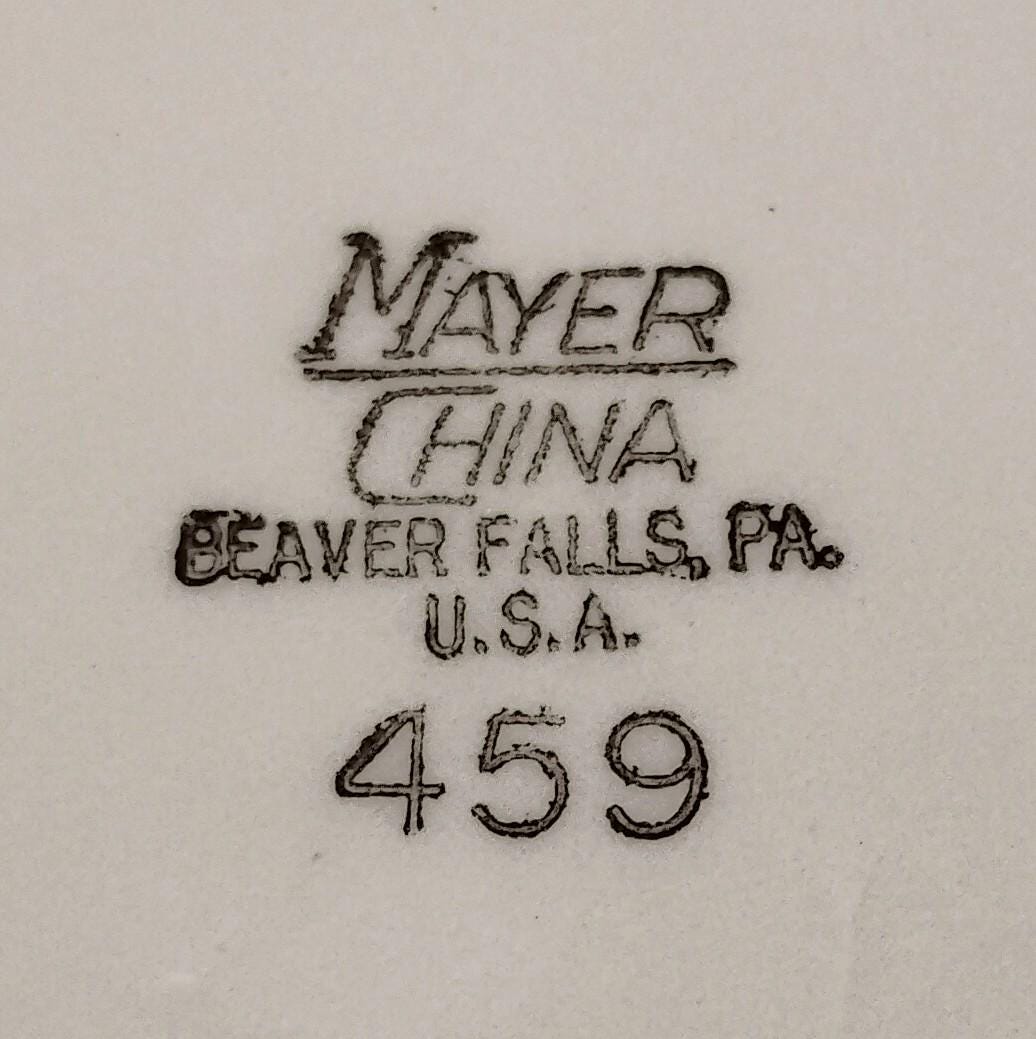 MAYER
CHINA
BEAVER FALLS, PA.
U.S.A.
459